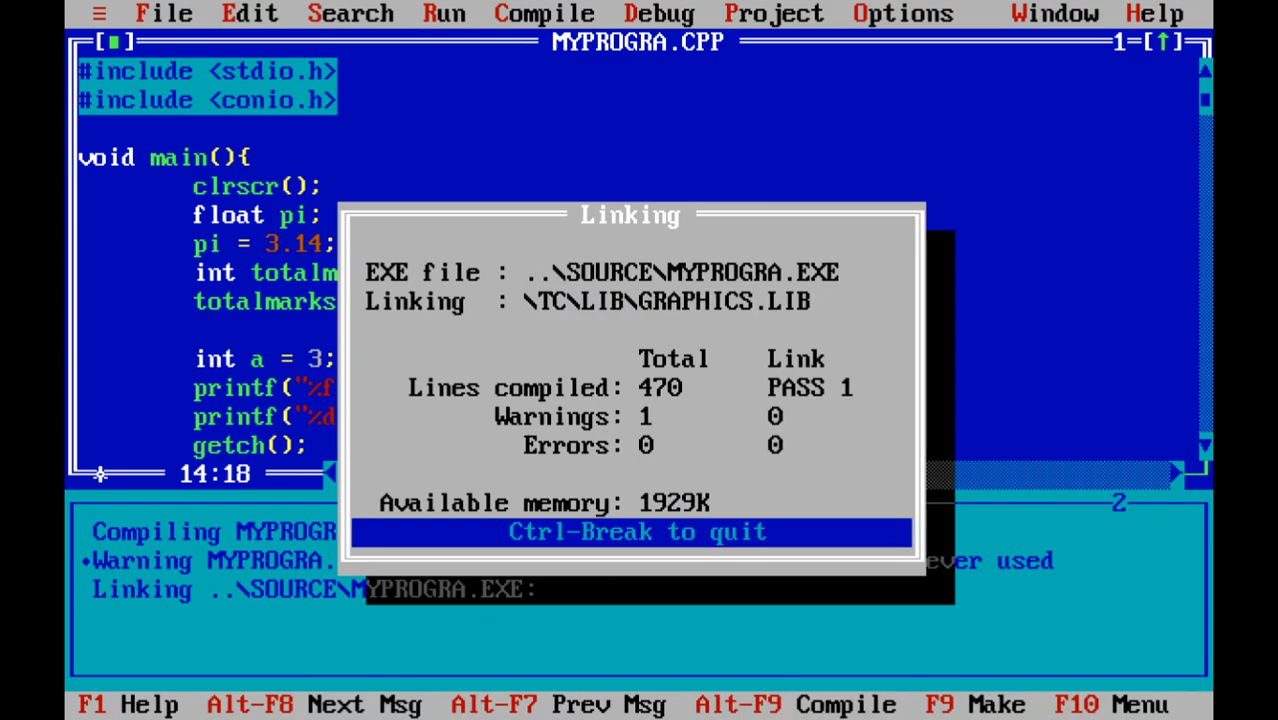 ≡ File Edit Search Run Compile Debug Project Options Window Help
[■] MYPROGRA.CPP 1=[↑]
#include <stdio.h>
#include <conio.h>
void main(){
clrscr();
float pi;
pi = 3.14;
int totalm
totalmarks
int a = 3;
printf("%f
printf("%d
getch();
14:18
Linking
EXE file : ..\SOURCE\MYPROGRA.EXE
Linking : \TC\LIB\GRAPHICS.LIB
Total Link
Lines compiled: 470 PASS 1
Warnings: 1 0
Errors: 0 0
Available memory: 1929K
Ctrl-Break to quit
2
Compiling MYPROGR
•Warning MYPROGRA. ever used
Linking ..\SOURCE\MYPROGRA.EXE:
F1 Help Alt-F8 Next Msg Alt-F7 Prev Msg Alt-F9 Compile F9 Make F10 Menu